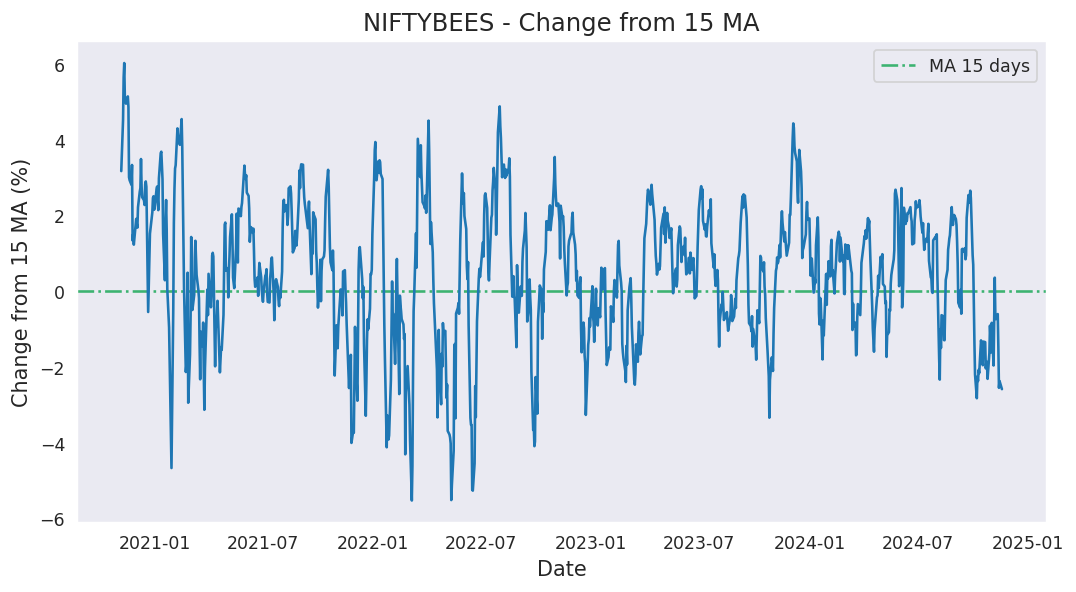 NIFTYBEES - Change from 15 MA
MA 15 days
Change from 15 MA (%)
6
4
2
0
−2
−4
−6
2021-01 2021-07 2022-01 2022-07 2023-01 2023-07 2024-01 2024-07 2025-01
Date